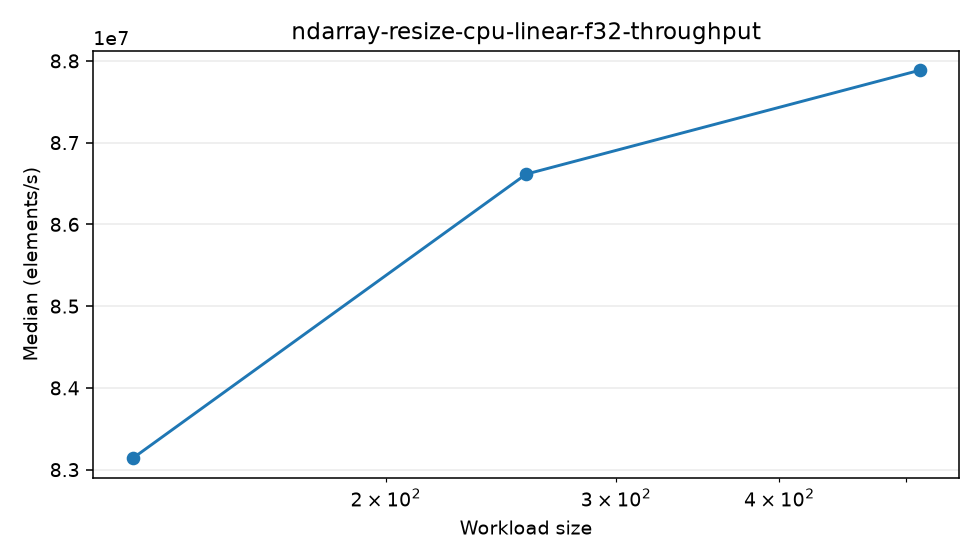 ndarray-resize-cpu-linear-f32-throughput
1e7
Median (elements/s)
8.8
8.7
8.6
8.5
8.4
8.3
2 × 10² 3 × 10² 4 × 10²
Workload size